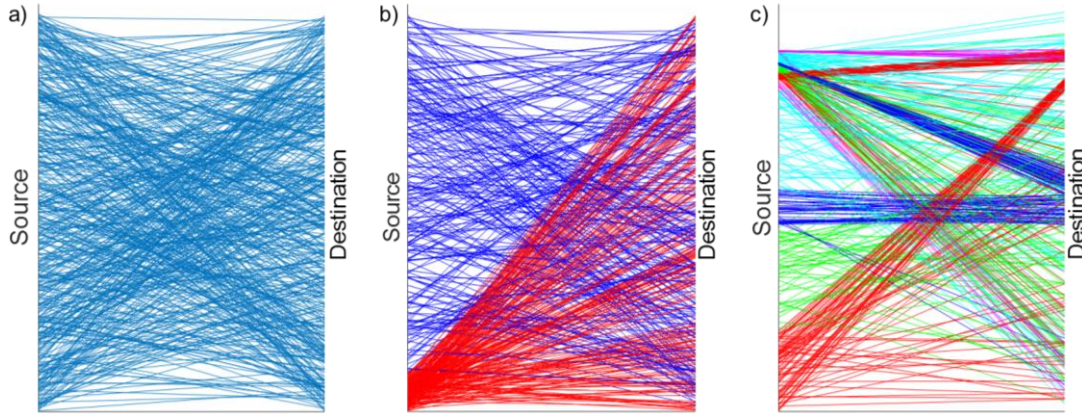 a)
Source
Destination
b)
Source
Destination
c)
Source
Destination